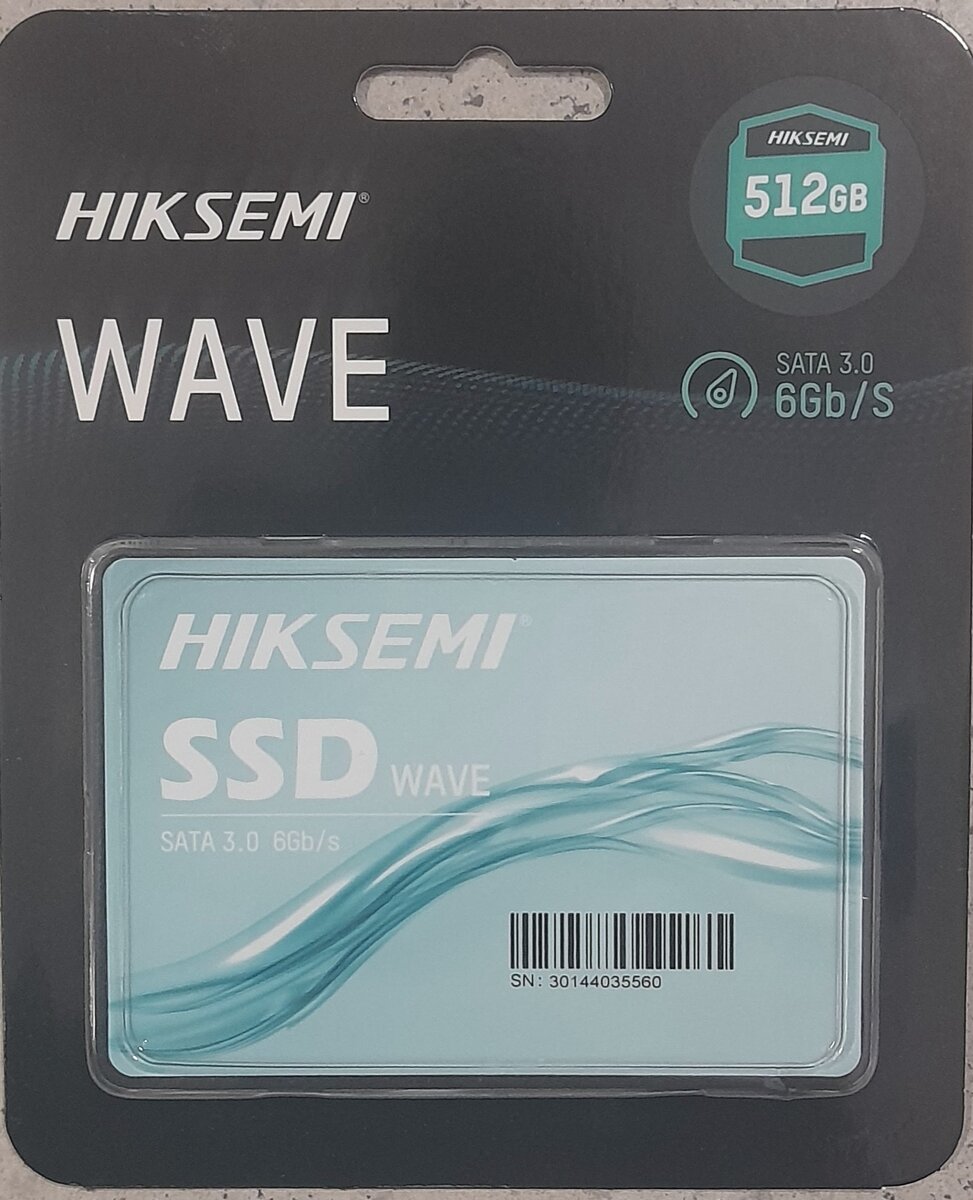 HIKSEMI
512GB
HIKSEMI®
WAVE
SATA 3.0
6Gb/S
HIKSEMI®
SSD WAVE
SATA 3.0 6Gb/s
SN: 30144035560